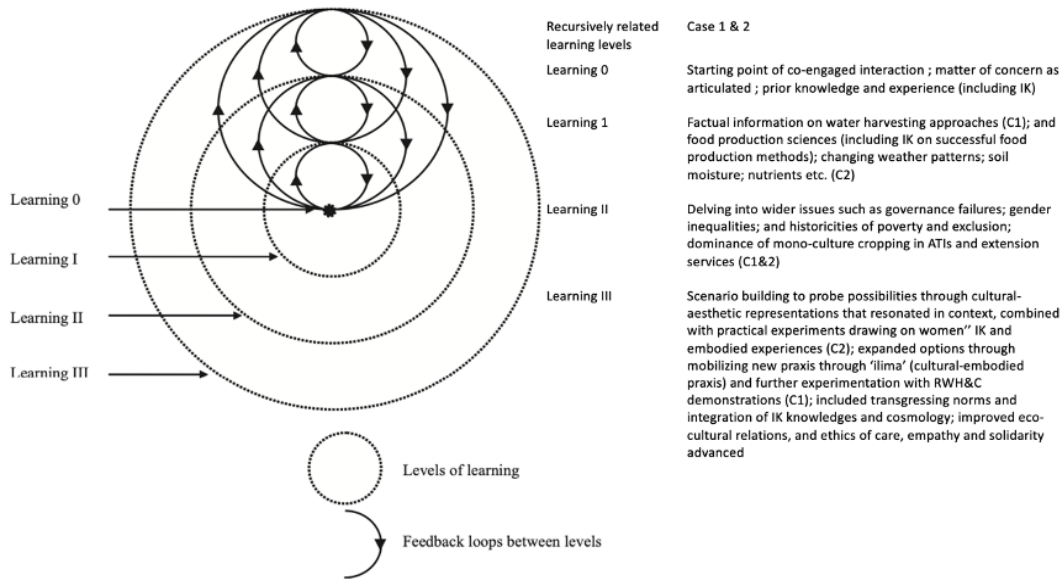 Learning 0
Learning I
Learning II
Learning III
Levels of learning
Feedback loops between levels
Recursively related
learning levels
Case 1 & 2
Learning 0
Starting point of co-engaged interaction ; matter of concern as
articulated ; prior knowledge and experience (including IK)
Learning 1
Factual information on water harvesting approaches (C1); and
food production sciences (including IK on successful food
production methods); changing weather patterns; soil
moisture; nutrients etc. (C2)
Learning II
Delving into wider issues such as governance failures; gender
inequalities; and historicities of poverty and exclusion;
dominance of mono-culture cropping in ATIs and extension
services (C1&2)
Learning III
Scenario building to probe possibilities through cultural-
aesthetic representations that resonated in context, combined
with practical experiments drawing on women’’ IK and
embodied experiences (C2); expanded options through
mobilizing new praxis through ‘ilima’ (cultural-embodied
praxis) and further experimentation with RWH&C
demonstrations (C1); included transgressing norms and
integration of IK knowledges and cosmology; improved eco-
cultural relations, and ethics of care, empathy and solidarity
advanced